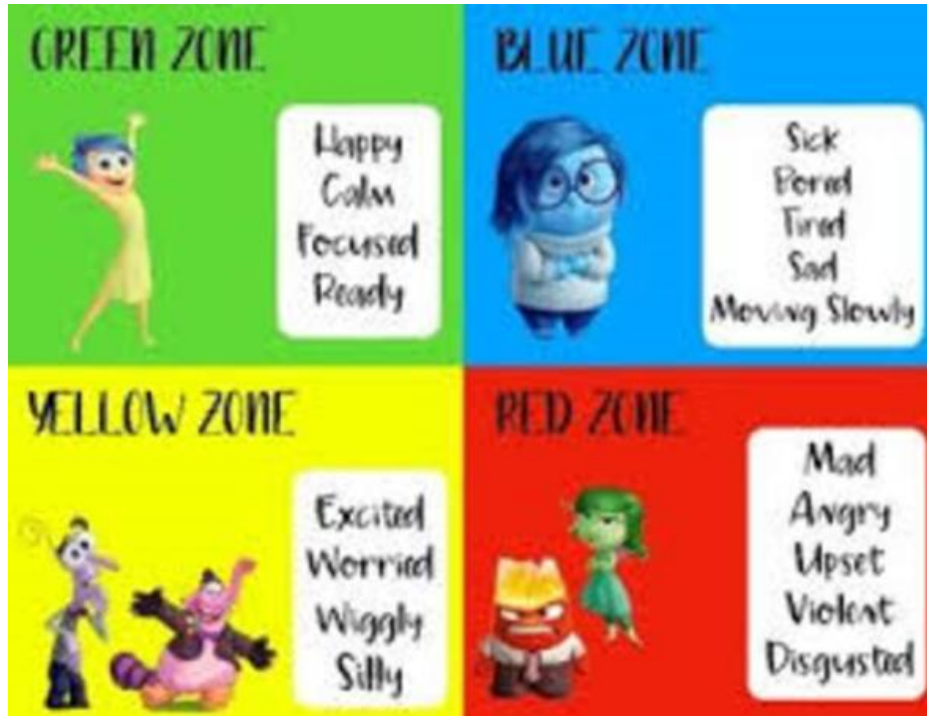 GREEN ZONE
Happy
Calm
Focused
Ready
BLUE ZONE
Sick
Bored
Tired
Sad
Moving Slowly
YELLOW ZONE
Excited
Worried
Wiggly
Silly
RED ZONE
Mad
Angry
Upset
Violent
Disgusted